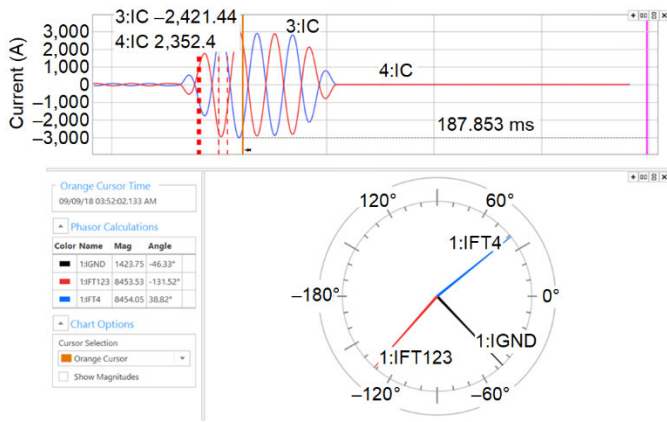 3:IC –2,421.44
4:IC 2,352.4
3:IC
4:IC
Current (A)
3,000
2,000
1,000
0
–1,000
–2,000
–3,000
187.853 ms
Orange Cursor Time
09/09/18 03:52:02.133 AM
Phasor Calculations
Color Name Mag Angle
1:IGND 1423.75 -46.33°
1:IFT123 8453.53 -131.52°
1:IFT4 8454.05 38.82°
Chart Options
Cursor Selection
Orange Cursor
Show Magnitudes
120°
60°
1:IFT4
–180°
0°
1:IGND
1:IFT123
–120°
–60°